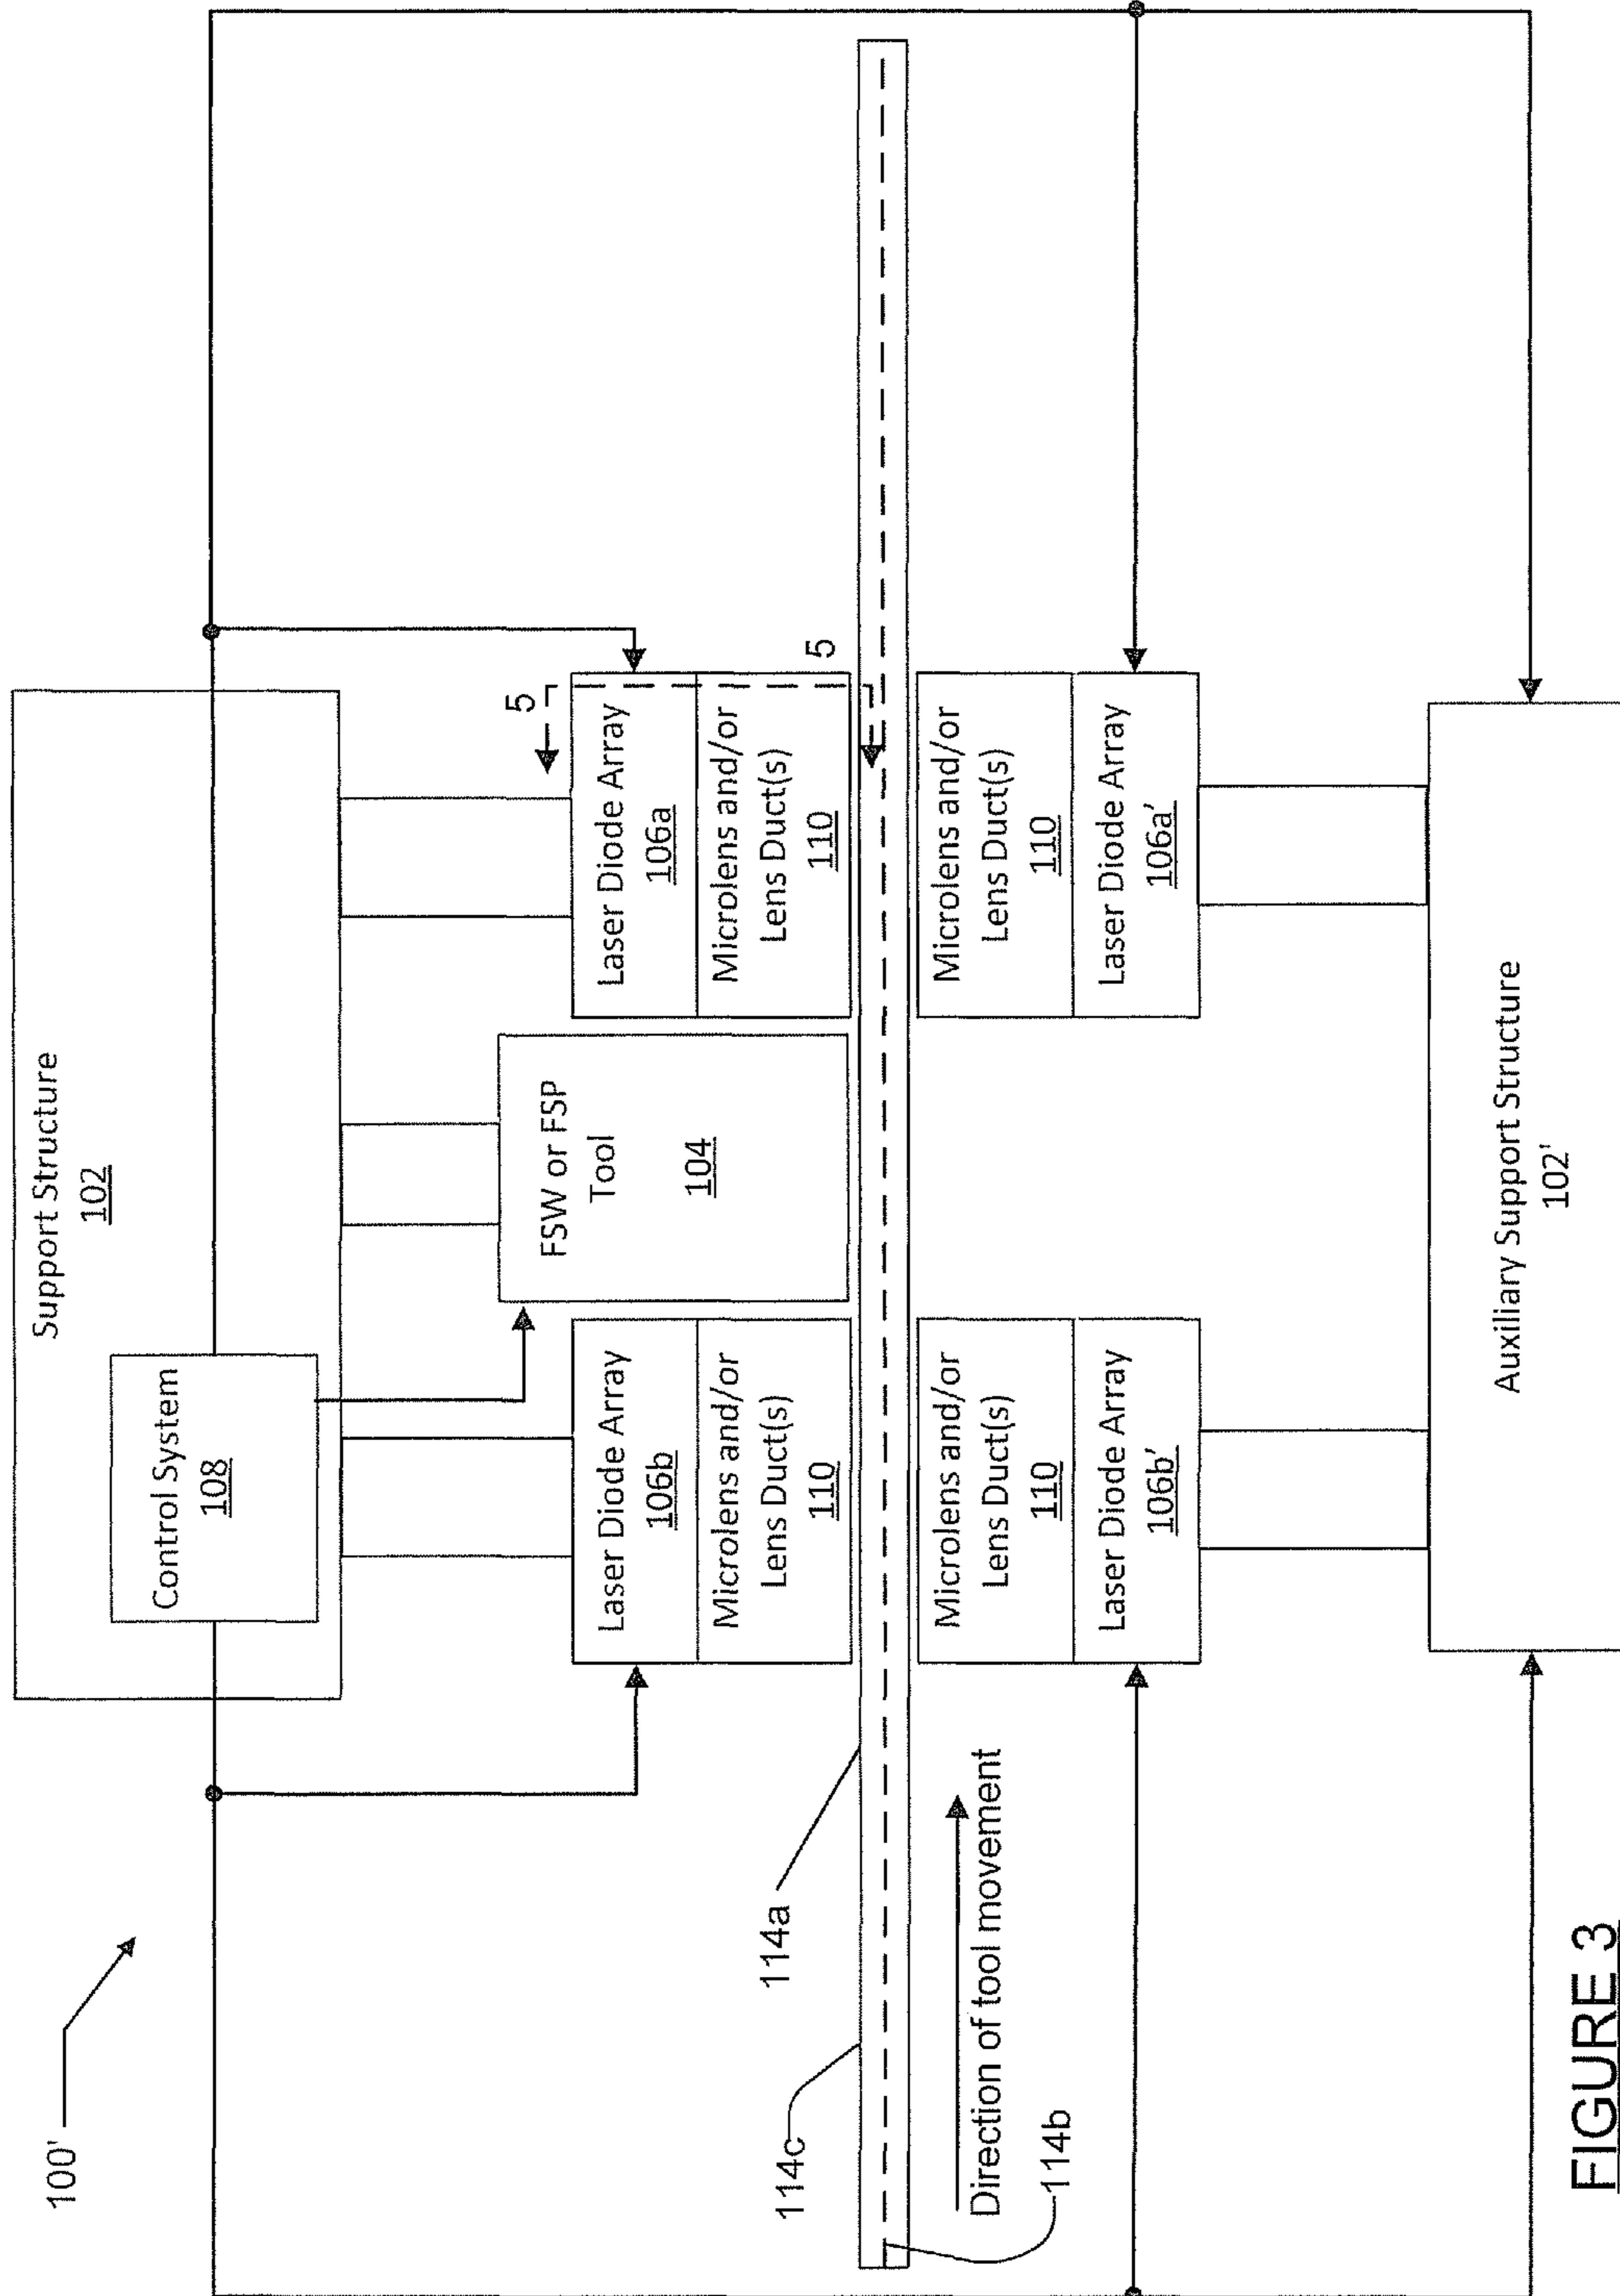 100'
Support Structure
102
Control System
108
FSW or FSP
Tool
104
5
5
Laser Diode Array
106b
Microlens and/or
Lens Duct(s)
110
Laser Diode Array
106a
Microlens and/or
Lens Duct(s)
110
114c
114a
Direction of tool movement
114b
Microlens and/or
Lens Duct(s)
110
Laser Diode Array
106b'
Microlens and/or
Lens Duct(s)
110
Laser Diode Array
106a'
Auxiliary Support Structure
102'
FIGURE 3